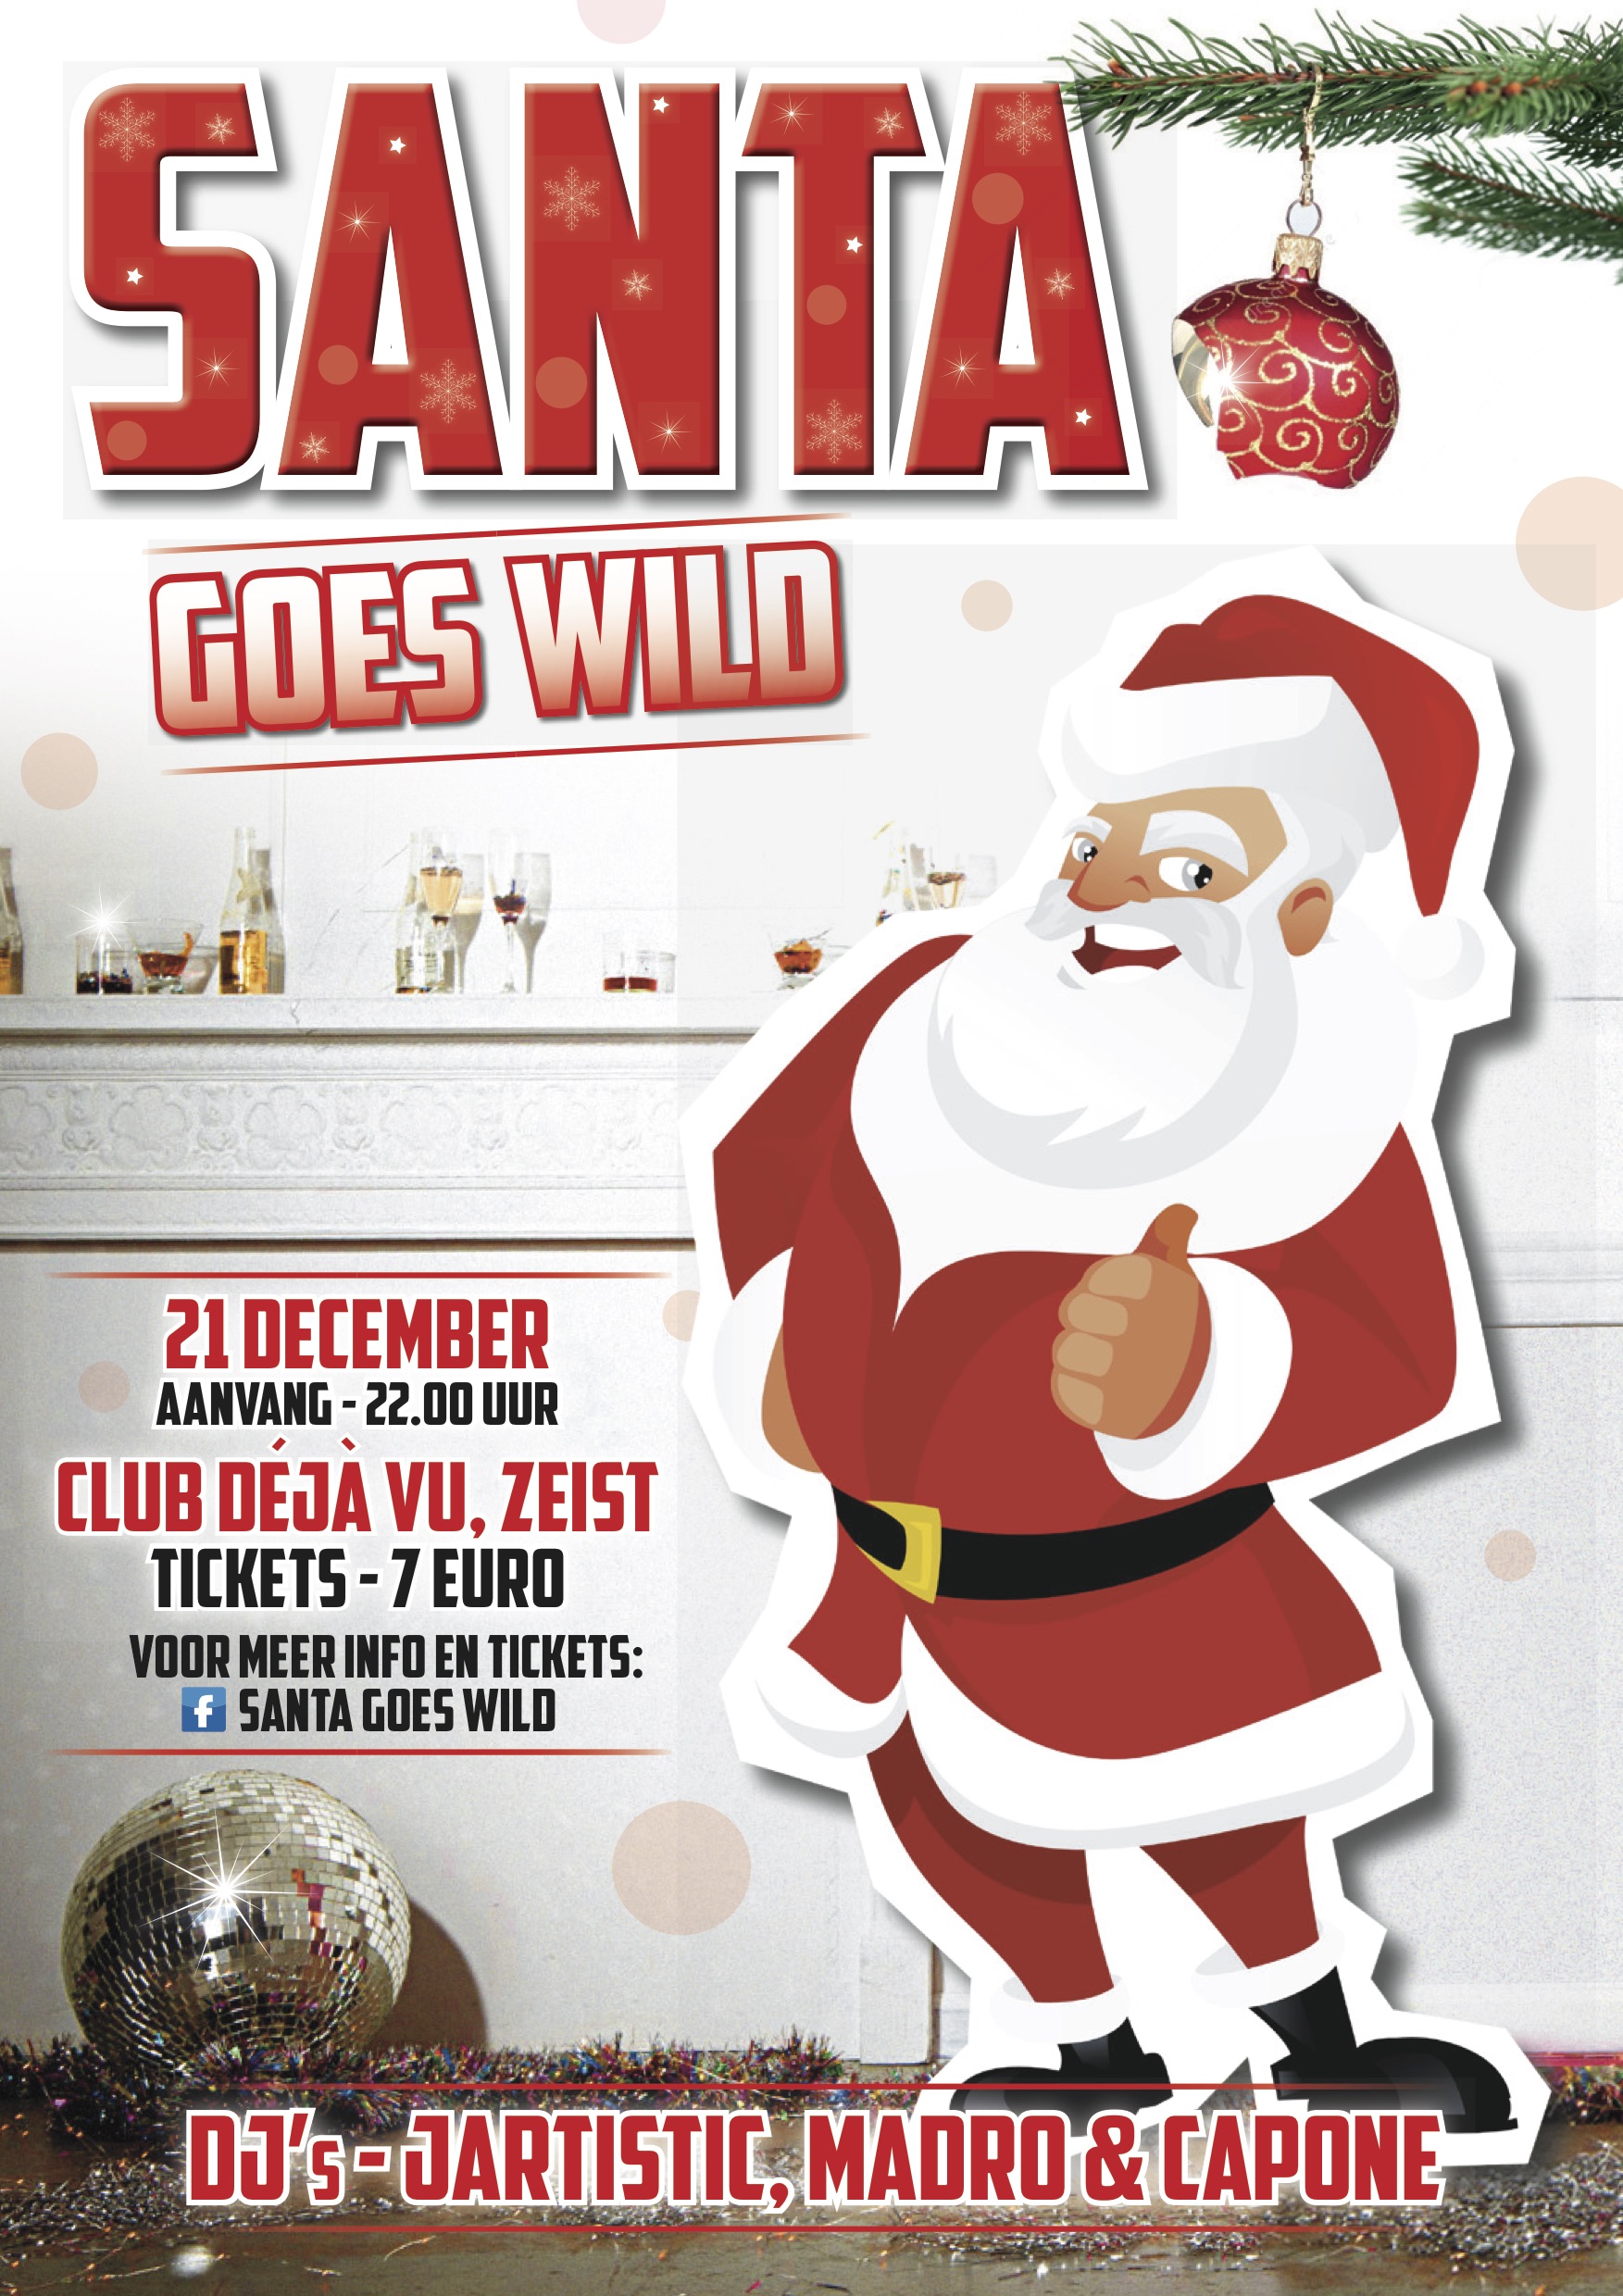 SANTA
GOES WILD
21 DECEMBER
AANVANG - 22.00 UUR
CLUB DÉJÀ VU, ZEIST
TICKETS - 7 EURO
VOOR MEER INFO EN TICKETS:
f SANTA GOES WILD
DJ's - JARTISTIC, MADRO & CAPONE